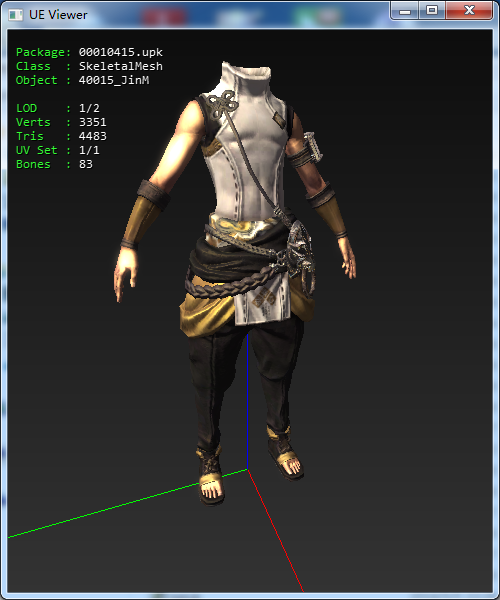 UE Viewer
Package: 00010415.upk
Class : SkeletalMesh
Object : 40015_JinM
LOD : 1/2
Verts : 3351
Tris : 4483
UV Set : 1/1
Bones : 83